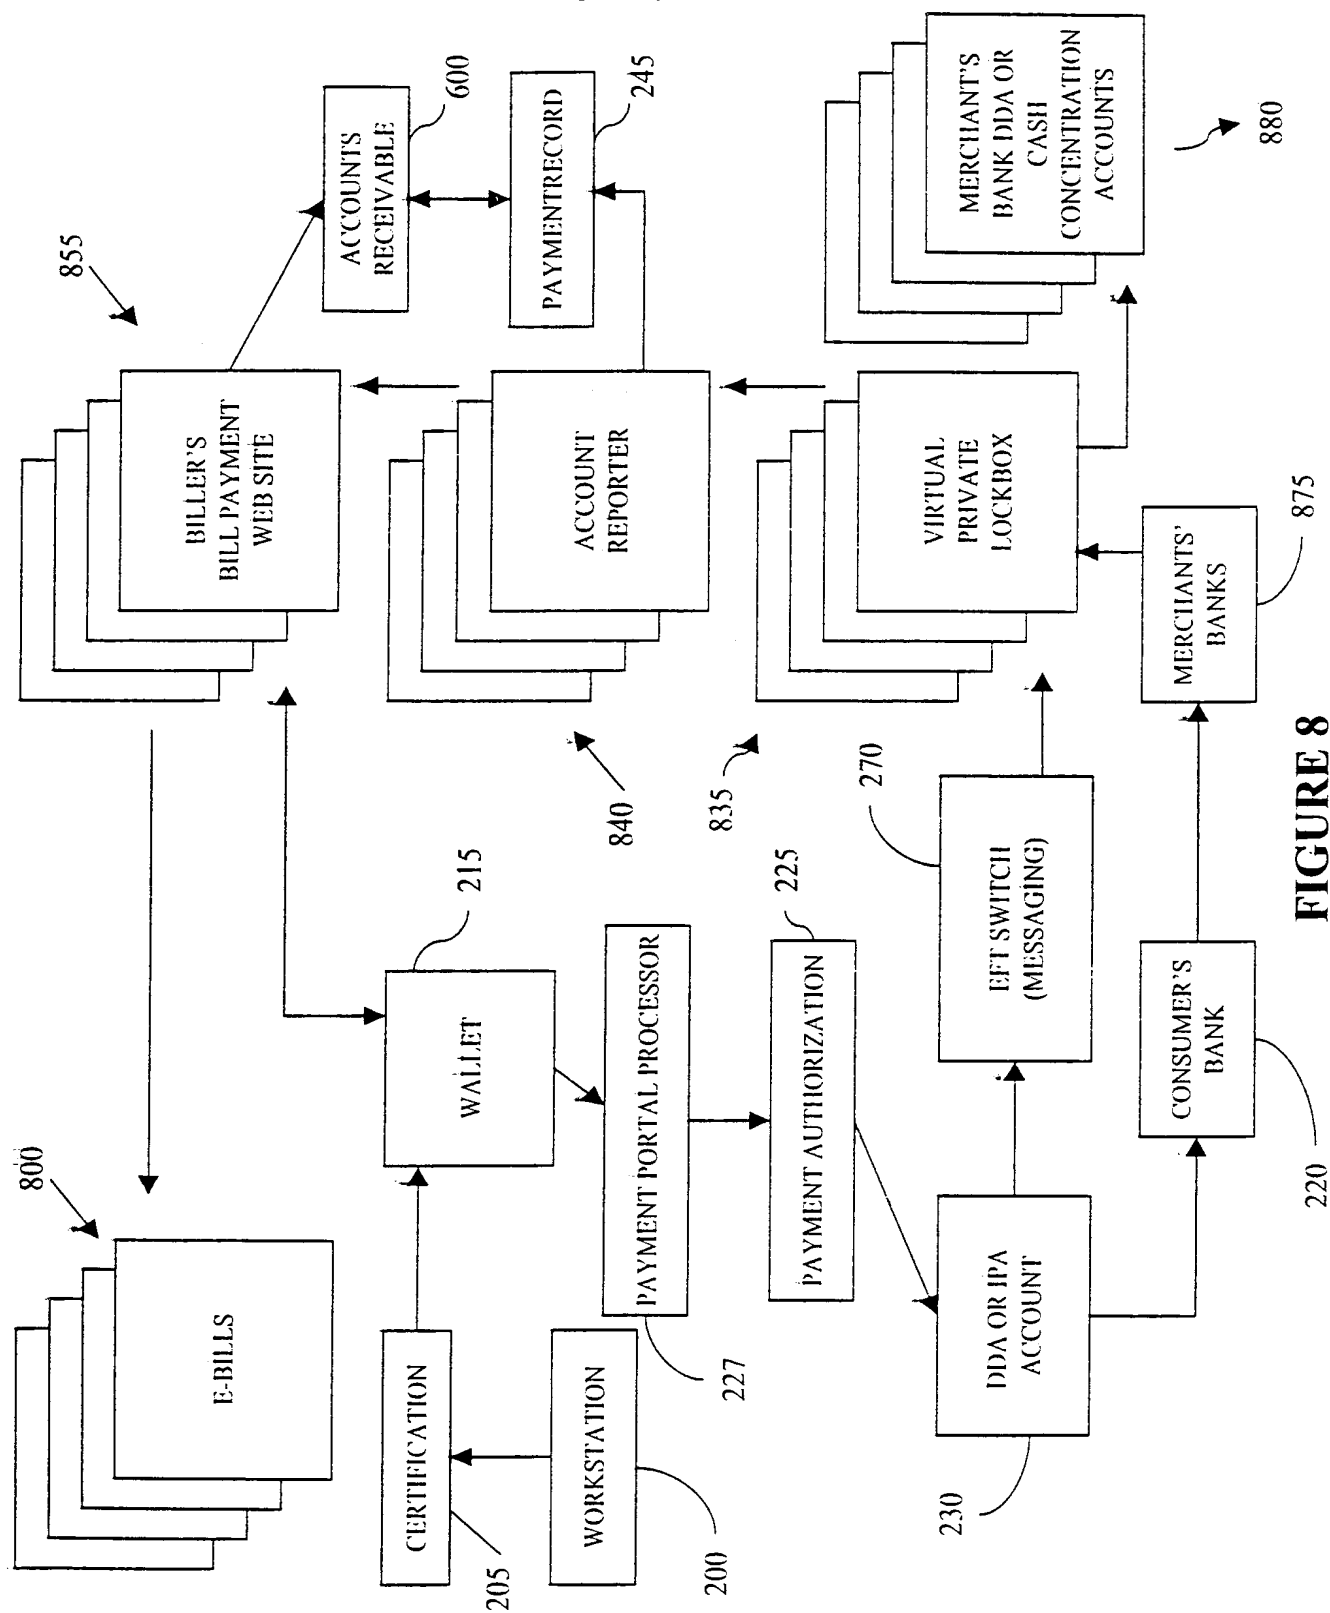 800
E-BILLS
855
BILLER'S
BILL PAYMENT
WEB SITE
600
ACCOUNTS
RECEIVABLE
205
CERTIFICATION
215
WALLET
840
ACCOUNT
REPORTER
245
PAYMENTRECORD
200
WORKSTATION
227
PAYMENT PORTAL PROCESSOR
225
PAYMENT AUTHORIZATION
835
VIRTUAL
PRIVATE
LOCKBOX
MERCHANT'S
BANK DDA OR
CASH
CONCENTRATION
ACCOUNTS
880
230
DDA OR IPA
ACCOUNT
270
EFT SWITCH
(MESSAGING)
220
CONSUMER'S
BANK
875
MERCHANTS'
BANKS
FIGURE 8